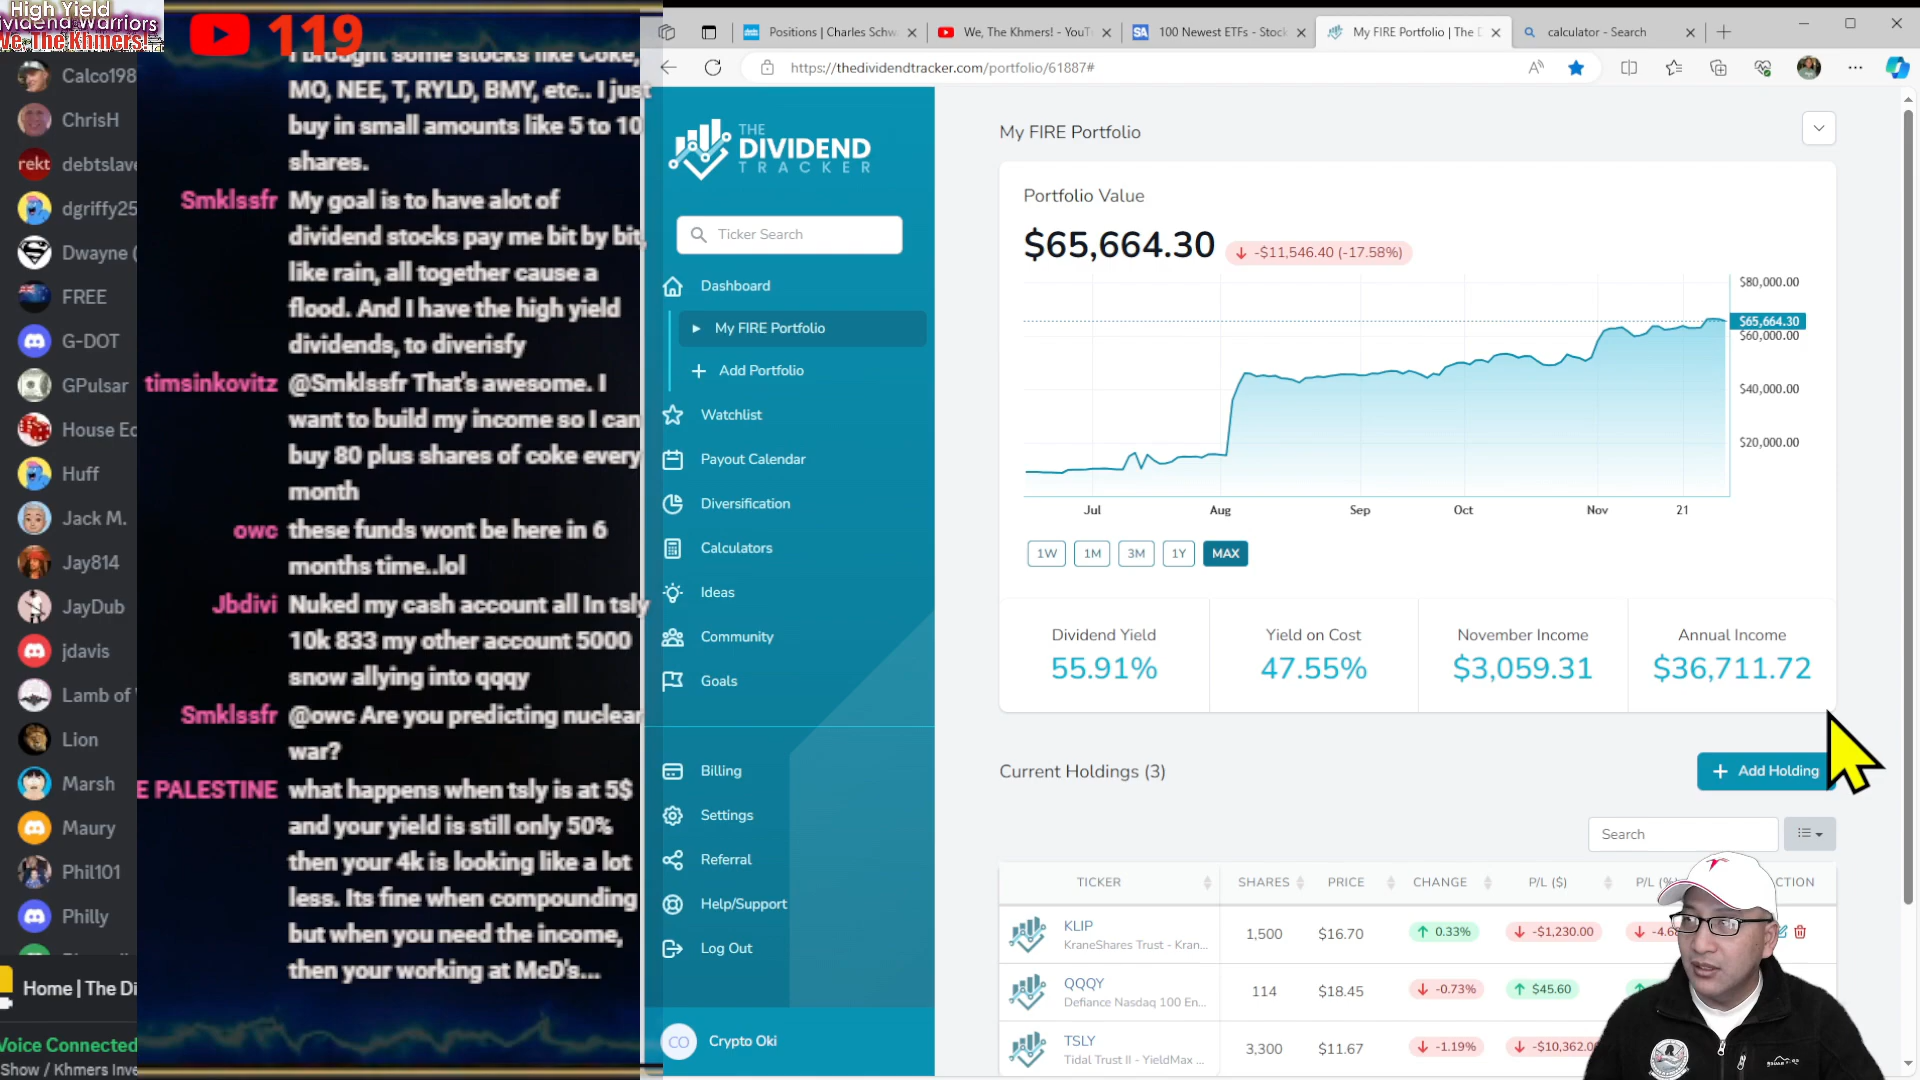 High Yield
Dividend Warriors
We, The Khmers!
119
Calco198
ChrisH
rekt
debtslave
dgriffy25
Dwayne (
FREE
G-DOT
GPulsar
House Ec
Huff
Jack M.
Jay814
JayDub
jdavis
Lamb of
Lion
Marsh
Maury
Phil101
Philly
Home | The Di
Voice Connected
Show / Khmers Inve
I brought some stocks like Coke,
MO, NEE, T, RYLD, BMY, etc.. I just
buy in small amounts like 5 to 10
shares.
Smklssfr My goal is to have alot of
dividend stocks pay me bit by bit,
like rain, all together cause a
flood. And I have the high yield
dividends, to diverisfy
timsinkovitz @Smklssfr That's awesome. I
want to build my income so I can
buy 80 plus shares of coke every
month
owc these funds wont be here in 6
months time..lol
Jbdivi Nuked my cash account all In tsly
10k 833 my other account 5000
snow allying into qqqy
Smklssfr @owc Are you predicting nuclear
war?
E PALESTINE what happens when tsly is at 5$
and your yield is still only 50%
then your 4k is looking like a lot
less. Its fine when compounding
but when you need the income,
then your working at McD's...
Positions | Charles Schw
We, The Khmers! - YouT
SA
100 Newest ETFs - Stock
My FIRE Portfolio | The D
calculator - Search
https://thedividendtracker.com/portfolio/61887#
THE
DIVIDEND
TRACKER
Ticker Search
Dashboard
My FIRE Portfolio
Add Portfolio
Watchlist
Payout Calendar
Diversification
Calculators
Ideas
Community
Goals
Billing
Settings
Referral
Help/Support
Log Out
CO
Crypto Oki
My FIRE Portfolio
Portfolio Value
$65,664.30 -$11,546.40 (-17.58%)
$80,000.00
$65,664.30
$60,000.00
$40,000.00
$20,000.00
Jul Aug Sep Oct Nov 21
1W 1M 3M 1Y MAX
Dividend Yield
55.91%
Yield on Cost
47.55%
November Income
$3,059.31
Annual Income
$36,711.72
Current Holdings (3)
+ Add Holding
Search
TICKER SHARES PRICE CHANGE P/L ($) P/L (% CTION
KLIP
KraneShares Trust - Kran...
1,500 $16.70 0.33% -$1,230.00 -4.6
QQQY
Defiance Nasdaq 100 En...
114 $18.45 -0.73% $45.60
TSLY
Tidal Trust II - YieldMax ...
3,300 $11.67 -1.19% -$10,362.0